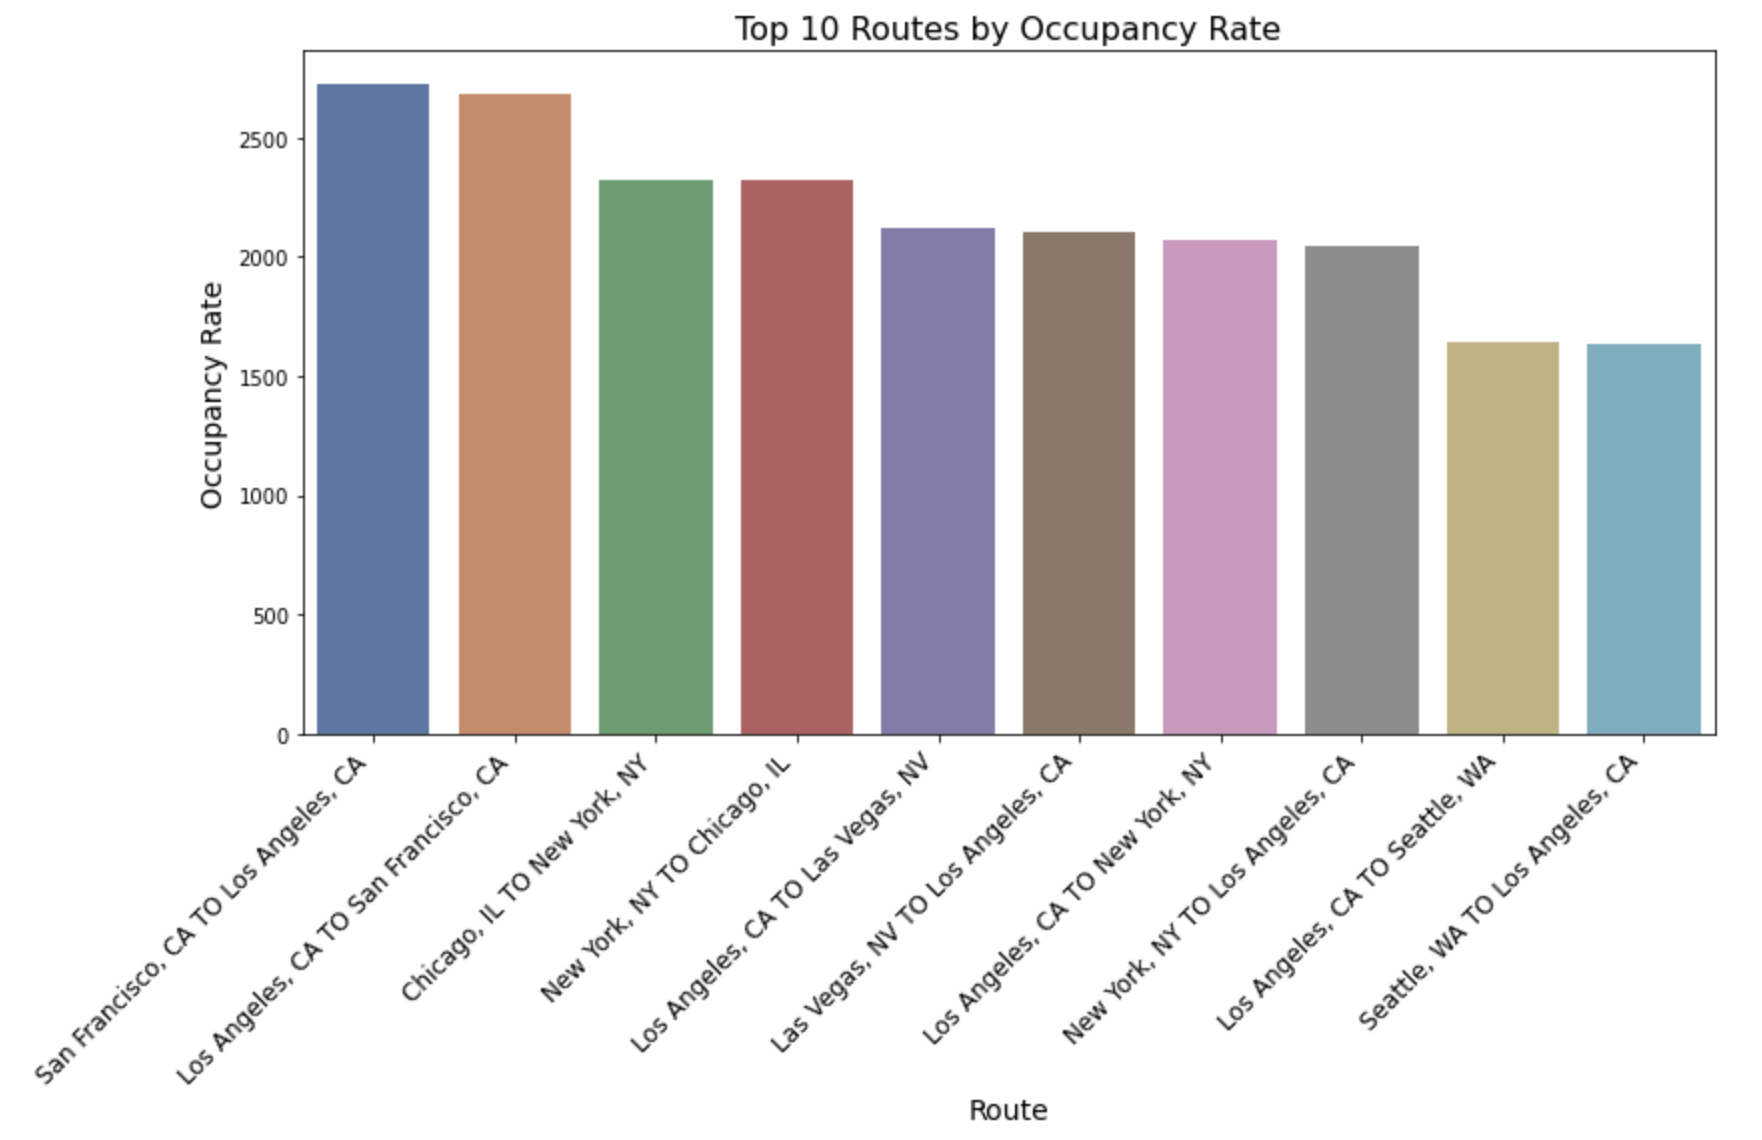 Top 10 Routes by Occupancy Rate
Occupancy Rate
2500
2000
1500
1000
500
0
San Francisco, CA TO Los Angeles, CA
Los Angeles, CA TO San Francisco, CA
Chicago, IL TO New York, NY
New York, NY TO Chicago, IL
Los Angeles, CA TO Las Vegas, NV
Las Vegas, NV TO Los Angeles, CA
Los Angeles, CA TO New York, NY
New York, NY TO Los Angeles, CA
Los Angeles, CA TO Seattle, WA
Seattle, WA TO Los Angeles, CA
Route